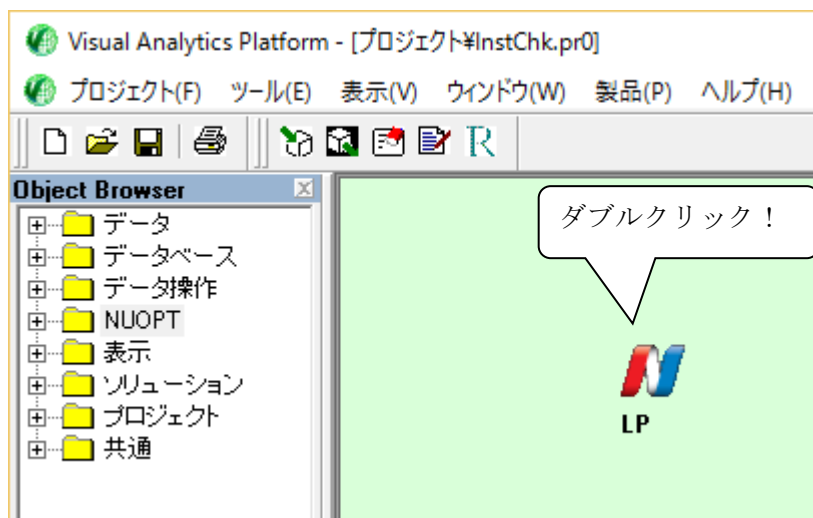 Visual Analytics Platform - [プロジェクト¥InstChk.pr0]
プロジェクト(F) ツール(E) 表示(V) ウィンドウ(W) 製品(P) ヘルプ(H)
R
Object Browser
データ
データベース
データ操作
NUOPT
表示
ソリューション
プロジェクト
共通
ダブルクリック！
LP